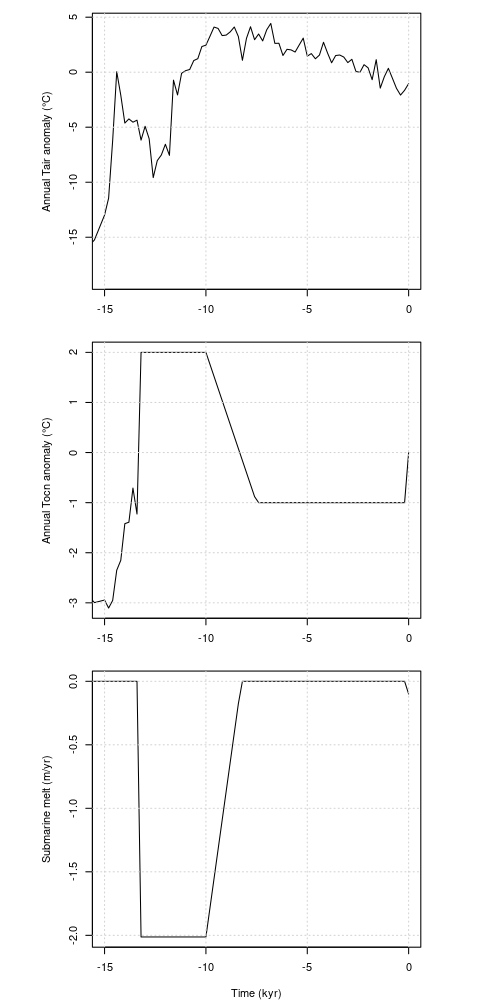 Annual Tair anomaly (°C)
5
0
-5
-10
-15
-15 -10 -5 0
Annual Tocn anomaly (°C)
2
1
0
-1
-2
-3
-15 -10 -5 0
Submarine melt (m/yr)
0.0
-0.5
-1.0
-1.5
-2.0
-15 -10 -5 0
Time (kyr)